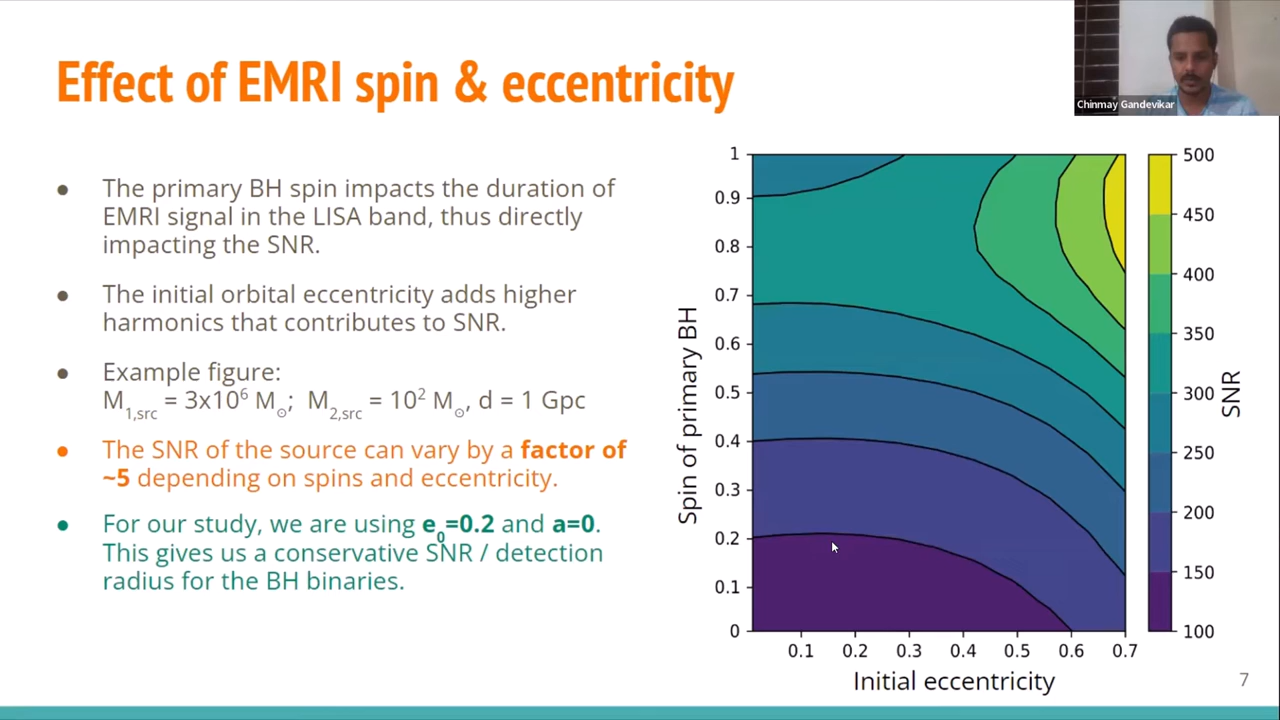 Effect of EMRI spin & eccentricity
Chinmay Gandevikar
● The primary BH spin impacts the duration of
EMRI signal in the LISA band, thus directly
impacting the SNR.
● The initial orbital eccentricity adds higher
harmonics that contributes to SNR.
● Example figure:
M1,src = 3x10⁶ M⊙; M2,src = 10² M⊙, d = 1 Gpc
● The SNR of the source can vary by a factor of
~5 depending on spins and eccentricity.
● For our study, we are using e₀=0.2 and a=0.
This gives us a conservative SNR / detection
radius for the BH binaries.
Spin of primary BH
1
0.9
0.8
0.7
0.6
0.5
0.4
0.3
0.2
0.1
0
0.1 0.2 0.3 0.4 0.5 0.6 0.7
Initial eccentricity
500
450
400
350
300
250
200
150
100
SNR
7